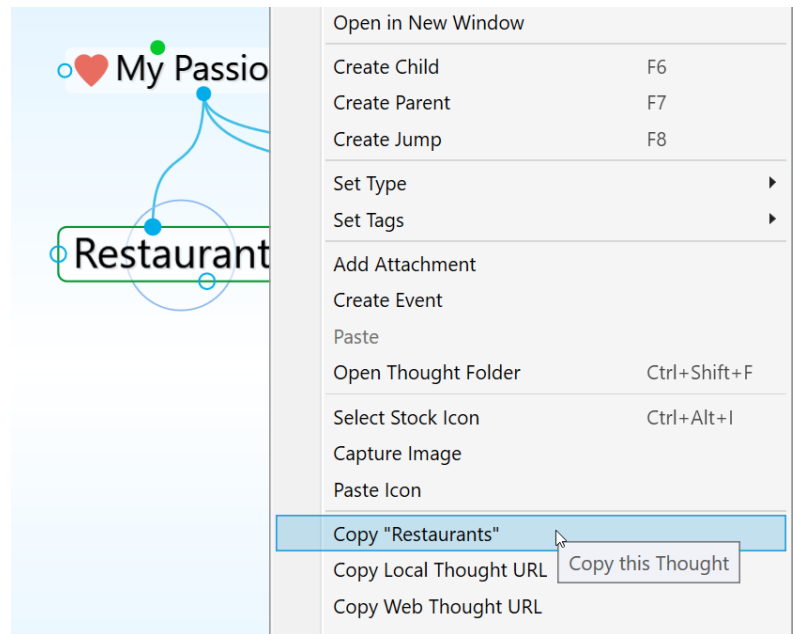 My Passio
Restaurant
Open in New Window
Create Child F6
Create Parent F7
Create Jump F8
Set Type
Set Tags
Add Attachment
Create Event
Paste
Open Thought Folder Ctrl+Shift+F
Select Stock Icon Ctrl+Alt+I
Capture Image
Paste Icon
Copy "Restaurants"
Copy this Thought
Copy Local Thought URL
Copy Web Thought URL